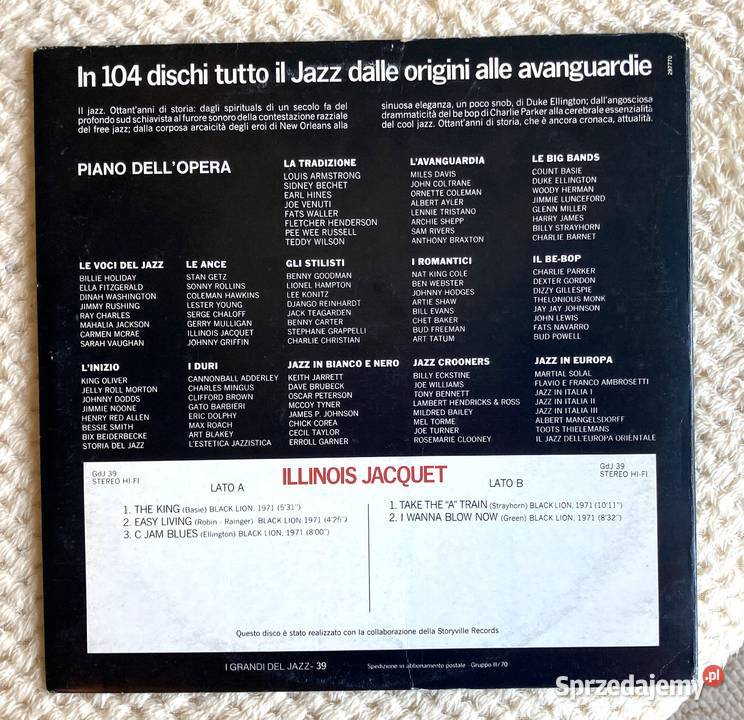 In 104 dischi tutto il Jazz dalle origini alle avanguardie
297770
Il jazz. Ottant'anni di storia: dagli spirituals di un secolo fa del
profondo sud schiavista al furore sonoro della contestazione razziale
del free jazz; dalla corposa arcaicità degli eroi di New Orleans alla
sinuosa eleganza, un poco snob, di Duke Ellington; dall'angosciosa
drammaticità del be bop di Charlie Parker alla cerebrale essenzialità
del cool jazz. Ottant'anni di storia, che è ancora cronaca, attualità.
PIANO DELL'OPERA
LA TRADIZIONE
LOUIS ARMSTRONG
SIDNEY BECHET
EARL HINES
JOE VENUTI
FATS WALLER
FLETCHER HENDERSON
PEE WEE RUSSELL
TEDDY WILSON
L'AVANGUARDIA
MILES DAVIS
JOHN COLTRANE
ORNETTE COLEMAN
ALBERT AYLER
LENNIE TRISTANO
ARCHIE SHEPP
SAM RIVERS
ANTHONY BRAXTON
LE BIG BANDS
COUNT BASIE
DUKE ELLINGTON
WOODY HERMAN
JIMMIE LUNCEFORD
GLENN MILLER
HARRY JAMES
BILLY STRAYHORN
CHARLIE BARNET
LE VOCI DEL JAZZ
BILLIE HOLIDAY
ELLA FITZGERALD
DINAH WASHINGTON
JIMMY RUSHING
RAY CHARLES
MAHALIA JACKSON
CARMEN MCRAE
SARAH VAUGHAN
LE ANCE
STAN GETZ
SONNY ROLLINS
COLEMAN HAWKINS
LESTER YOUNG
SERGE CHALOFF
GERRY MULLIGAN
ILLINOIS JACQUET
JOHNNY GRIFFIN
GLI STILISTI
BENNY GOODMAN
LIONEL HAMPTON
LEE KONITZ
DJANGO REINHARDT
JACK TEAGARDEN
BENNY CARTER
STEPHANE GRAPPELLI
CHARLIE CHRISTIAN
I ROMANTICI
NAT KING COLE
BEN WEBSTER
JOHNNY HODGES
ARTIE SHAW
BILL EVANS
CHET BAKER
BUD FREEMAN
ART TATUM
IL BE-BOP
CHARLIE PARKER
DEXTER GORDON
DIZZY GILLESPIE
THELONIOUS MONK
JAY JAY JOHNSON
JOHN LEWIS
FATS NAVARRO
BUD POWELL
L'INIZIO
KING OLIVER
JELLY ROLL MORTON
JOHNNY DODDS
JIMMIE NOONE
HENRY RED ALLEN
BESSIE SMITH
BIX BEIDERBECKE
STORIA DEL JAZZ
I DURI
CANNONBALL ADDERLEY
CHARLES MINGUS
CLIFFORD BROWN
GATO BARBIERI
ERIC DOLPHY
MAX ROACH
ART BLAKEY
L'ESTETICA JAZZISTICA
JAZZ IN BIANCO E NERO
KEITH JARRETT
DAVE BRUBECK
OSCAR PETERSON
MCCOY TYNER
JAMES P. JOHNSON
CHICK COREA
CECIL TAYLOR
ERROLL GARNER
JAZZ CROONERS
BILLY ECKSTINE
JOE WILLIAMS
TONY BENNETT
LAMBERT HENDRICKS & ROSS
MILDRED BAILEY
MEL TORME
JOE TURNER
ROSEMARIE CLOONEY
JAZZ IN EUROPA
MARTIAL SOLAL
FLAVIO E FRANCO AMBROSETTI
JAZZ IN ITALIA I
JAZZ IN ITALIA II
JAZZ IN ITALIA III
ALBERT MANGELSDORFF
TOOTS THIELEMANS
IL JAZZ DELL'EUROPA ORIENTALE
GdJ 39
STEREO HI-FI
ILLINOIS JACQUET
GdJ 39
STEREO HI-FI
LATO A
1. THE KING (Basie) BLACK LION, 1971 (5'31")
2. EASY LIVING (Robin - Rainger) BLACK LION, 1971 (4'25")
3. C JAM BLUES (Ellington) BLACK LION, 1971 (8'00")
LATO B
1. TAKE THE "A" TRAIN (Strayhorn) BLACK LION, 1971 (10'11")
2. I WANNA BLOW NOW (Green) BLACK LION, 1971 (8'32")
Questo disco è stato realizzato con la collaborazione della Storyville Records
I GRANDI DEL JAZZ - 39
Spedizione in abbonamento postale - Gruppo II/70
Sprzedajemy.pl